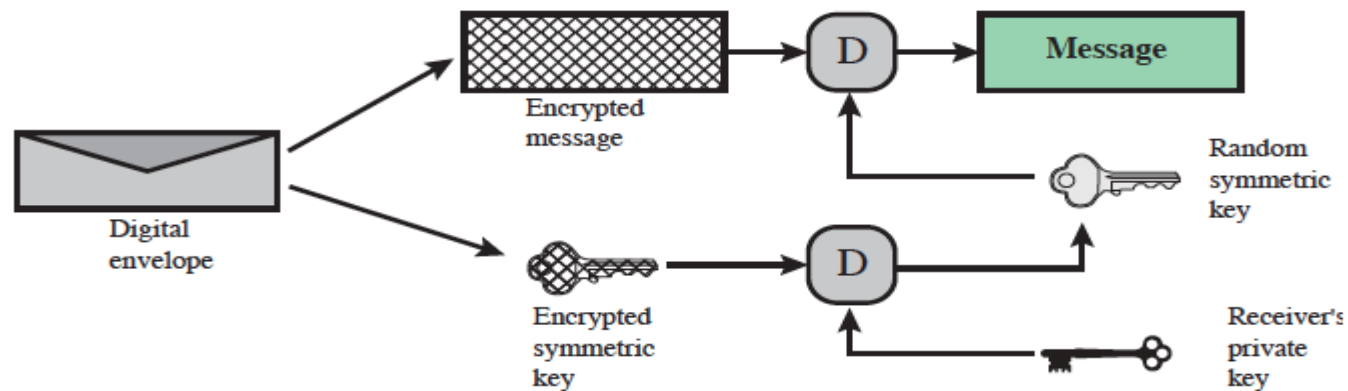 D
Message
Encrypted
message
Random
symmetric
key
Digital
envelope
D
Encrypted
symmetric
key
Receiver's
private
key